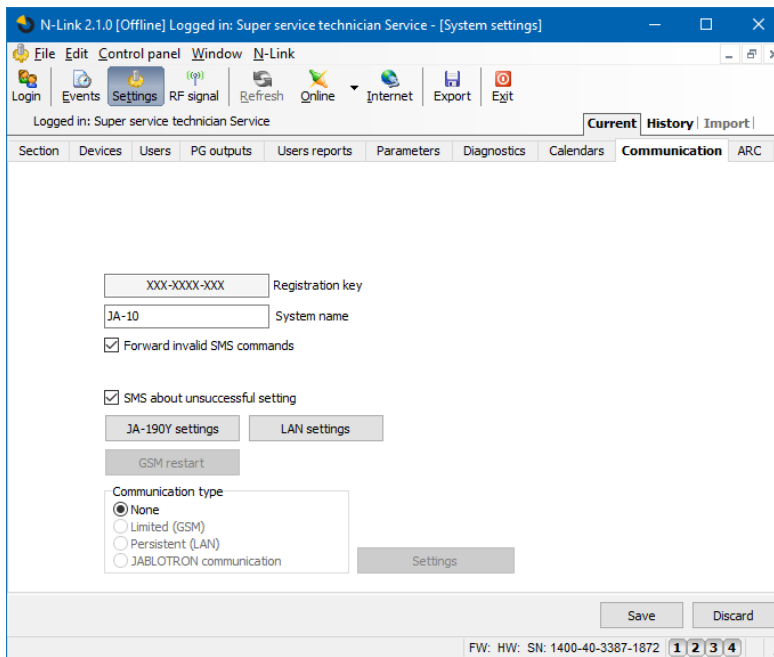 N-Link 2.1.0 [Offline] Logged in: Super service technician Service - [System settings]
File Edit Control panel Window N-Link
Login Events Settings RF signal Refresh Online Internet Export Exit
Logged in: Super service technician Service
Current History Import
Section Devices Users PG outputs Users reports Parameters Diagnostics Calendars Communication ARC
XXX-XXXX-XXX Registration key
JA-10 System name
Forward invalid SMS commands
SMS about unsuccessful setting
JA-190Y settings LAN settings
GSM restart
Communication type
None
Limited (GSM)
Persistent (LAN)
JABLOTRON communication Settings
Save Discard
FW: HW: SN: 1400-40-3387-1872 1 2 3 4